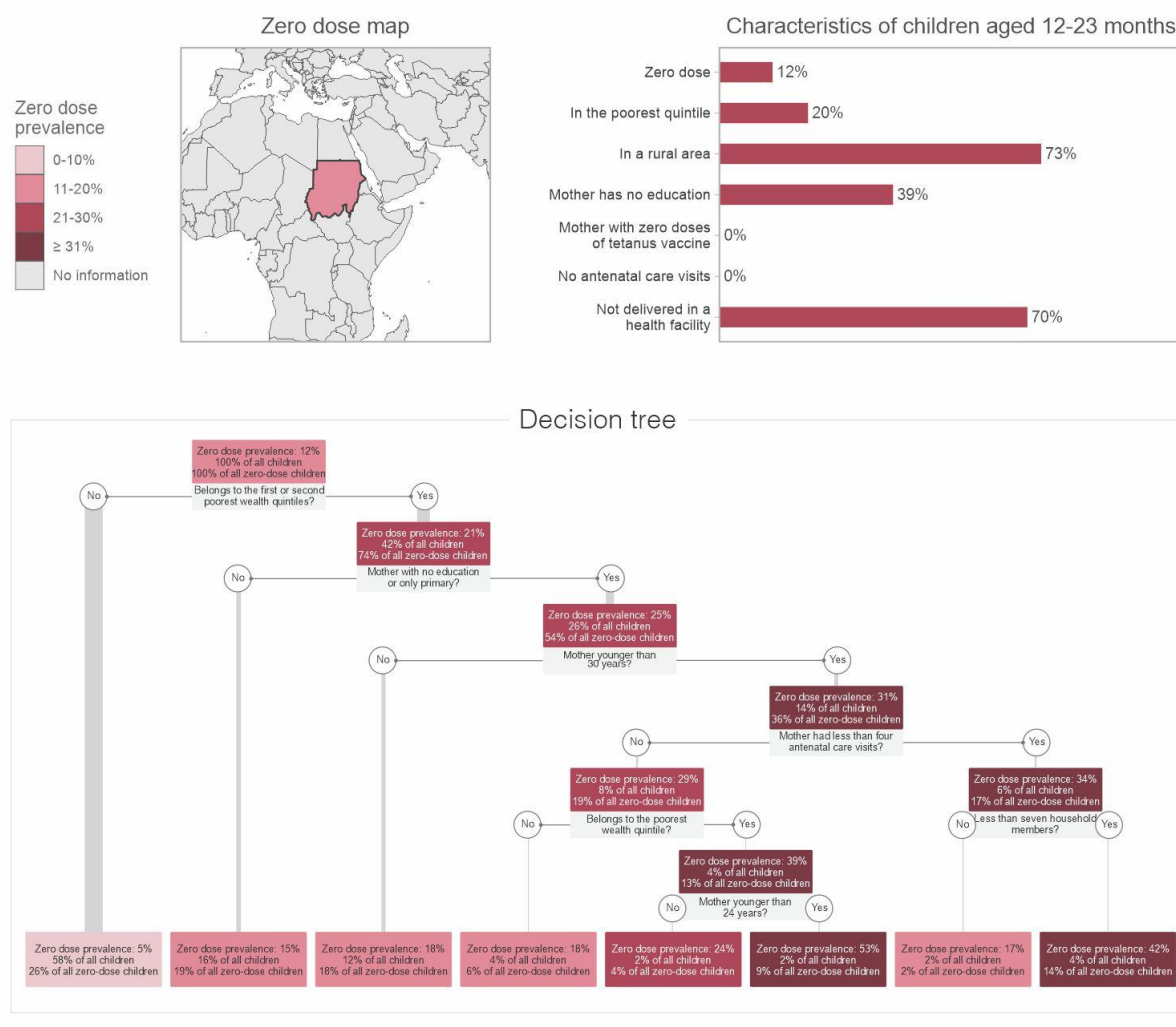 Zero dose map
Characteristics of children aged 12-23 months
Zero dose
prevalence
0-10%
11-20%
21-30%
≥ 31%
No information
Zero dose
12%
In the poorest quintile
20%
In a rural area
73%
Mother has no education
39%
Mother with zero doses
of tetanus vaccine
0%
No antenatal care visits
0%
Not delivered in a
health facility
70%
Decision tree
Zero dose prevalence: 12%
100% of all children
100% of all zero-dose children
Belongs to the first or second
poorest wealth quintiles?
No
Yes
Zero dose prevalence: 21%
42% of all children
74% of all zero-dose children
Mother with no education
or only primary?
No
Yes
Zero dose prevalence: 25%
26% of all children
54% of all zero-dose children
Mother younger than
30 years?
No
Yes
Zero dose prevalence: 31%
14% of all children
36% of all zero-dose children
Mother had less than four
antenatal care visits?
No
Yes
Zero dose prevalence: 29%
8% of all children
19% of all zero-dose children
Belongs to the poorest
wealth quintile?
No
Yes
Zero dose prevalence: 34%
6% of all children
17% of all zero-dose children
Less than seven household
members?
No
Yes
Zero dose prevalence: 39%
4% of all children
13% of all zero-dose children
Mother younger than
24 years?
No
Yes
Zero dose prevalence: 5%
58% of all children
26% of all zero-dose children
Zero dose prevalence: 15%
16% of all children
19% of all zero-dose children
Zero dose prevalence: 18%
12% of all children
18% of all zero-dose children
Zero dose prevalence: 18%
4% of all children
6% of all zero-dose children
Zero dose prevalence: 24%
2% of all children
4% of all zero-dose children
Zero dose prevalence: 53%
2% of all children
9% of all zero-dose children
Zero dose prevalence: 17%
2% of all children
2% of all zero-dose children
Zero dose prevalence: 42%
4% of all children
14% of all zero-dose children